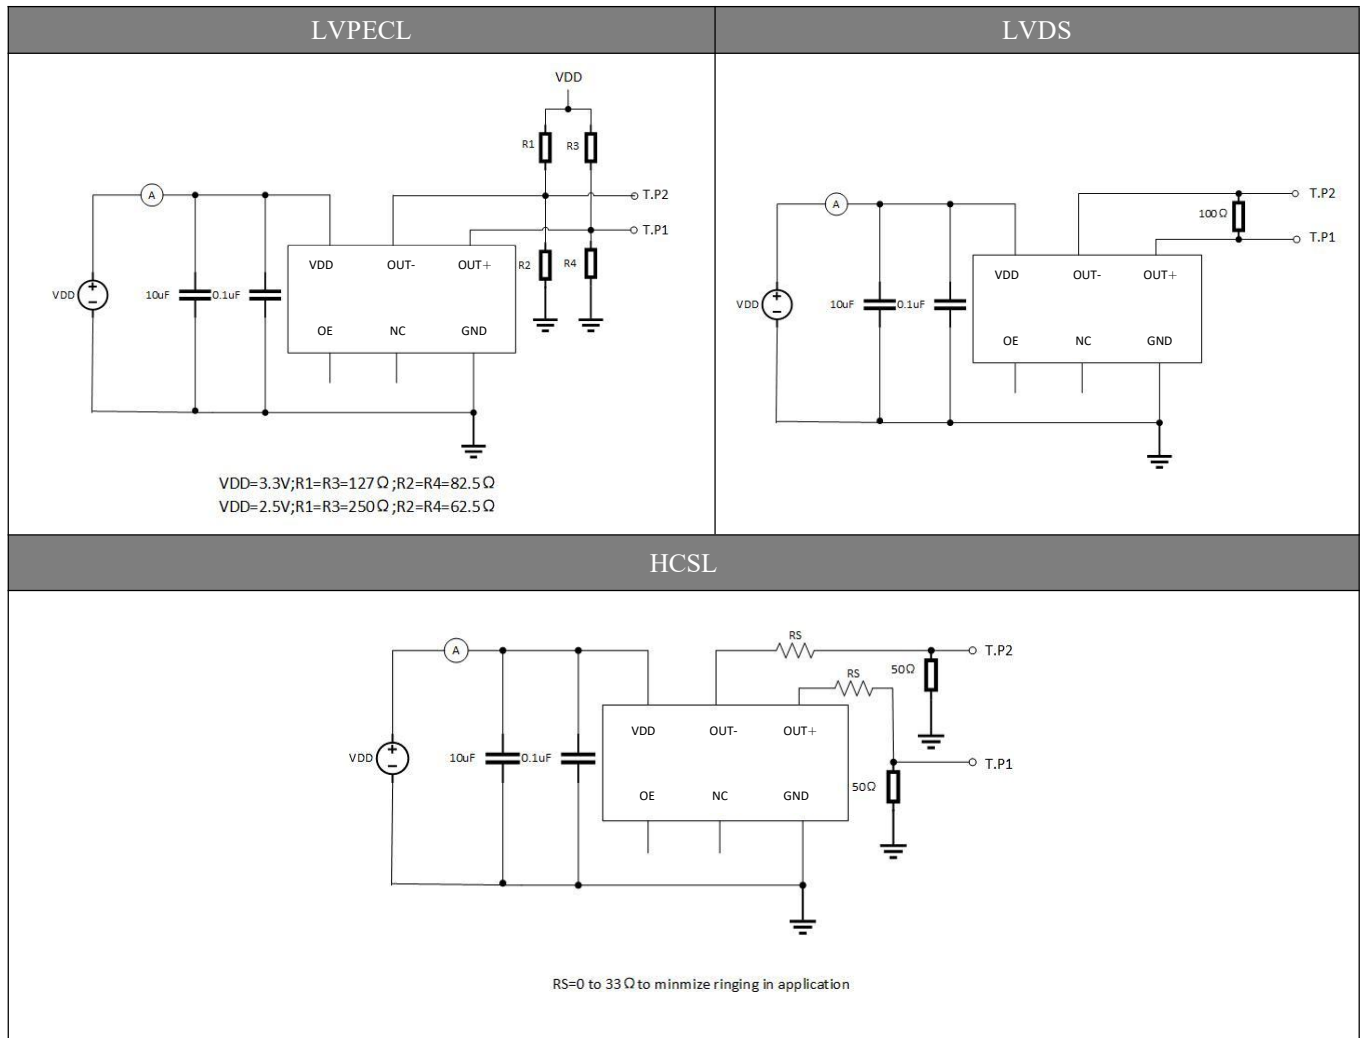 LVPECL
VDD
R1
R3
A
T.P2
T.P1
VDD
OUT-
OUT+
R2
R4
VDD
+
−
10uF
0.1uF
OE
NC
GND
VDD=3.3V;R1=R3=127Ω;R2=R4=82.5Ω
VDD=2.5V;R1=R3=250Ω;R2=R4=62.5Ω
LVDS
A
T.P2
100Ω
T.P1
VDD
OUT-
OUT+
VDD
+
−
10uF
0.1uF
OE
NC
GND
HCSL
RS
A
T.P2
RS
50Ω
VDD
OUT-
OUT+
VDD
+
−
10uF
0.1uF
T.P1
50Ω
OE
NC
GND
RS=0 to 33Ω to minmize ringing in application